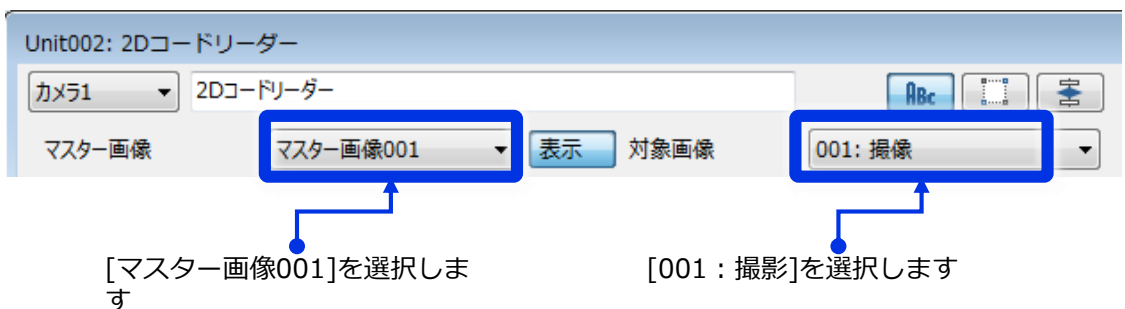 Unit002: 2Dコードリーダー
カメラ1 2Dコードリーダー ABc
マスター画像 マスター画像001 表示 対象画像 001: 撮像
[マスター画像001]を選択しま
す
[001：撮影]を選択します